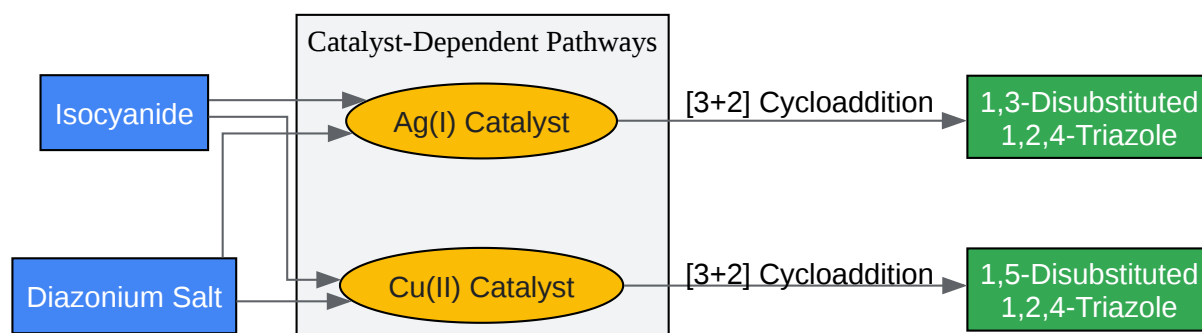 Catalyst-Dependent Pathways
Isocyanide
Ag(I) Catalyst
[3+2] Cycloaddition
1,3-Disubstituted
1,2,4-Triazole
Diazonium Salt
Cu(II) Catalyst
[3+2] Cycloaddition
1,5-Disubstituted
1,2,4-Triazole